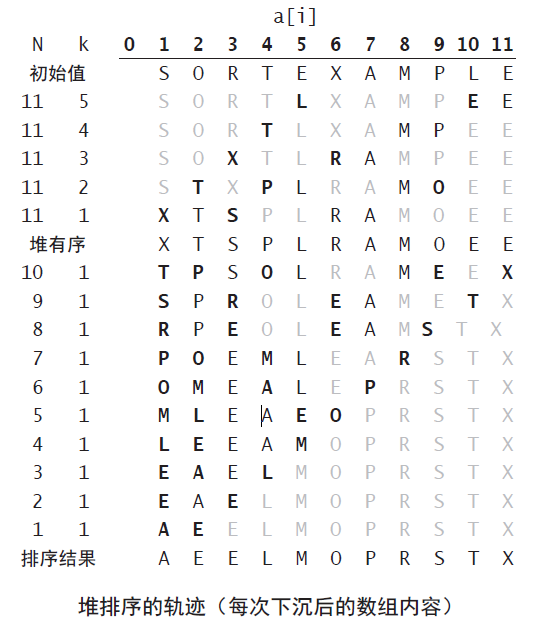 a[i]
N k 0 1 2 3 4 5 6 7 8 9 10 11
初始值 S O R T E X A M P L E
11 5 S O R T L X A M P E E
11 4 S O R T L X A M P E E
11 3 S O X T L R A M P E E
11 2 S T X P L R A M O E E
11 1 X T S P L R A M O E E
堆有序 X T S P L R A M O E E
10 1 T P S O L R A M E E X
9 1 S P R O L E A M E T X
8 1 R P E O L E A M S T X
7 1 P O E M L E A R S T X
6 1 O M E A L E P R S T X
5 1 M L E A E O P R S T X
4 1 L E E A M O P R S T X
3 1 E A E L M O P R S T X
2 1 E A E L M O P R S T X
1 1 A E E L M O P R S T X
排序结果 A E E L M O P R S T X
堆排序的轨迹（每次下沉后的数组内容）